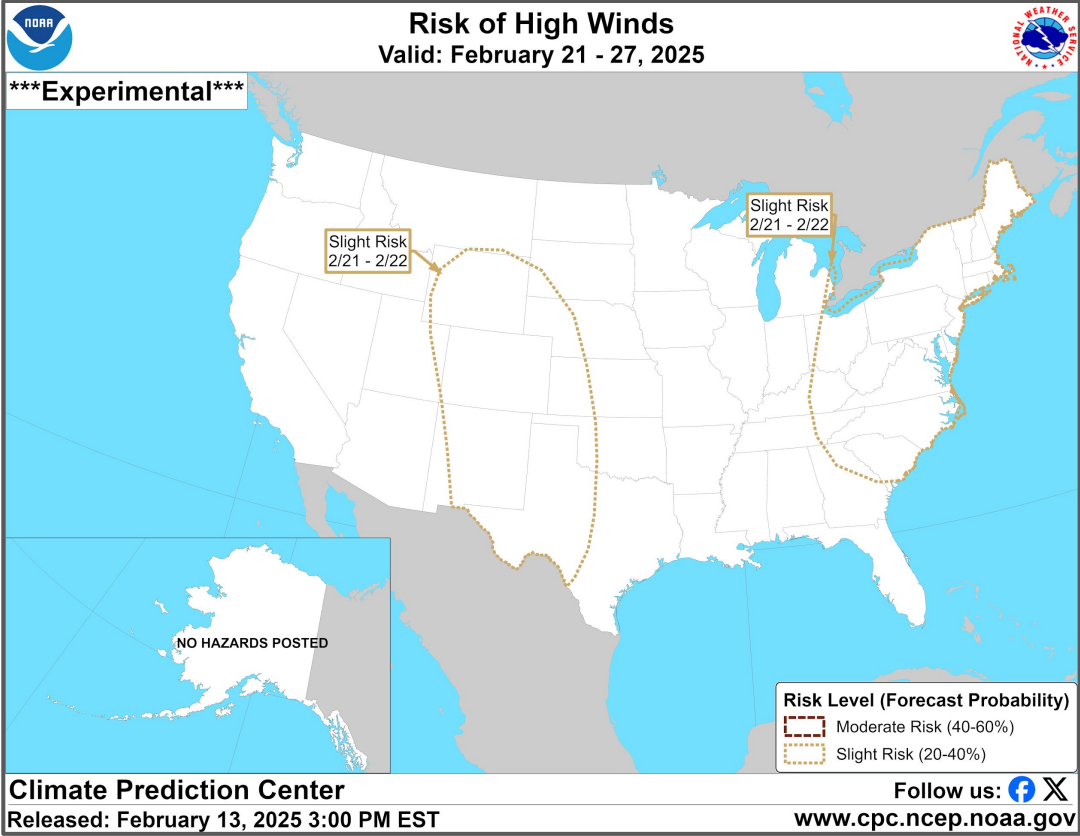 NOAA
Risk of High Winds
Valid: February 21 - 27, 2025
NATIONAL WEATHER SERVICE
***Experimental***
Slight Risk
2/21 - 2/22
Slight Risk
2/21 - 2/22
NO HAZARDS POSTED
Risk Level (Forecast Probability)
Moderate Risk (40-60%)
Slight Risk (20-40%)
Climate Prediction Center
Follow us:
Released: February 13, 2025 3:00 PM EST
www.cpc.ncep.noaa.gov